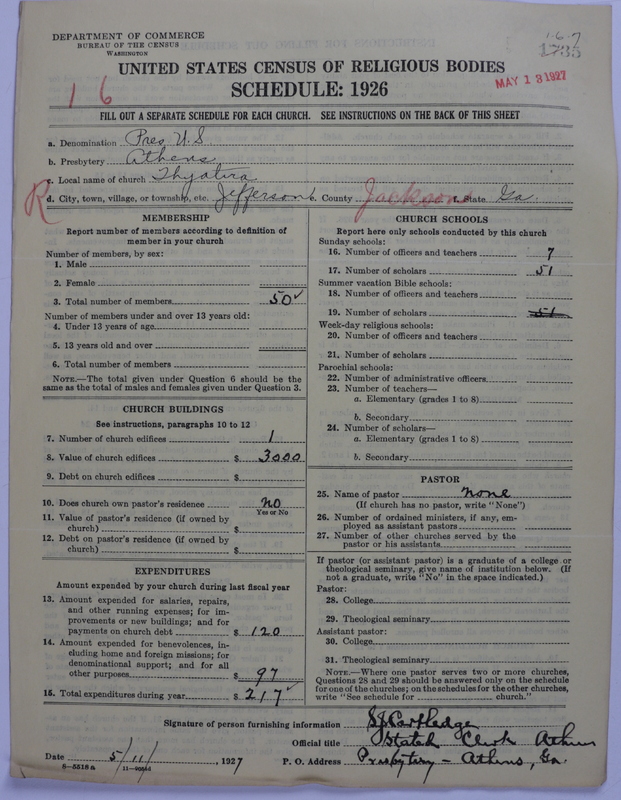 DEPARTMENT OF COMMERCE
BUREAU OF THE CENSUS
WASHINGTON
1-6-7
1735
UNITED STATES CENSUS OF RELIGIOUS BODIES
SCHEDULE: 1926
MAY 13 1927
1 6
FILL OUT A SEPARATE SCHEDULE FOR EACH CHURCH. SEE INSTRUCTIONS ON THE BACK OF THIS SHEET
a. Denomination Pres U.S
b. Presbytery Athens
c. Local name of church Thyatira
R
d. City, town, village, or township, etc. Jefferson e. County Jackson f. State Ga.
MEMBERSHIP
Report number of members according to definition of
member in your church
Number of members, by sex:
1. Male
2. Female
3. Total number of members 50 ✓
Number of members under and over 13 years old:
4. Under 13 years of age
5. 13 years old and over
6. Total number of members
NOTE.—The total given under Question 6 should be the
same as the total of males and females given under Question 3.
CHURCH BUILDINGS
See instructions, paragraphs 10 to 12
7. Number of church edifices 1
8. Value of church edifices $ 3000
9. Debt on church edifices $
10. Does church own pastor's residence no
Yes or No
11. Value of pastor's residence (if owned by
church) $
12. Debt on pastor's residence (if owned by
church) $
EXPENDITURES
Amount expended by your church during last fiscal year
13. Amount expended for salaries, repairs,
and other running expenses; for im-
provements or new buildings; and for
payments on church debt $ 120
14. Amount expended for benevolences, in-
cluding home and foreign missions; for
denominational support; and for all
other purposes $ 97
15. Total expenditures during year $ 217 ✓
CHURCH SCHOOLS
Report here only schools conducted by this church
Sunday schools:
16. Number of officers and teachers 7
17. Number of scholars 51
Summer vacation Bible schools:
18. Number of officers and teachers
19. Number of scholars 51
Week-day religious schools:
20. Number of officers and teachers
21. Number of scholars
Parochial schools:
22. Number of administrative officers
23. Number of teachers—
a. Elementary (grades 1 to 8)
b. Secondary
24. Number of scholars—
a. Elementary (grades 1 to 8)
b. Secondary
PASTOR
25. Name of pastor none
(If church has no pastor, write "None")
26. Number of ordained ministers, if any, em-
ployed as assistant pastors
27. Number of other churches served by the
pastor or his assistants
If pastor (or assistant pastor) is a graduate of a college or
theological seminary, give name of institution below. (If
not a graduate, write "No" in the space indicated.)
Pastor:
28. College
29. Theological seminary
Assistant pastor:
30. College
31. Theological seminary
NOTE.—Where one pastor serves two or more churches,
Questions 28 and 29 should be answered only on the schedule
for one of the churches; on the schedules for the other churches,
write "See schedule for church."
Signature of person furnishing information S.J. Cartledge
Official title Stated Clerk Athens
Date 5/11/, 1927 P. O. Address Presbytery - Athens, Ga.